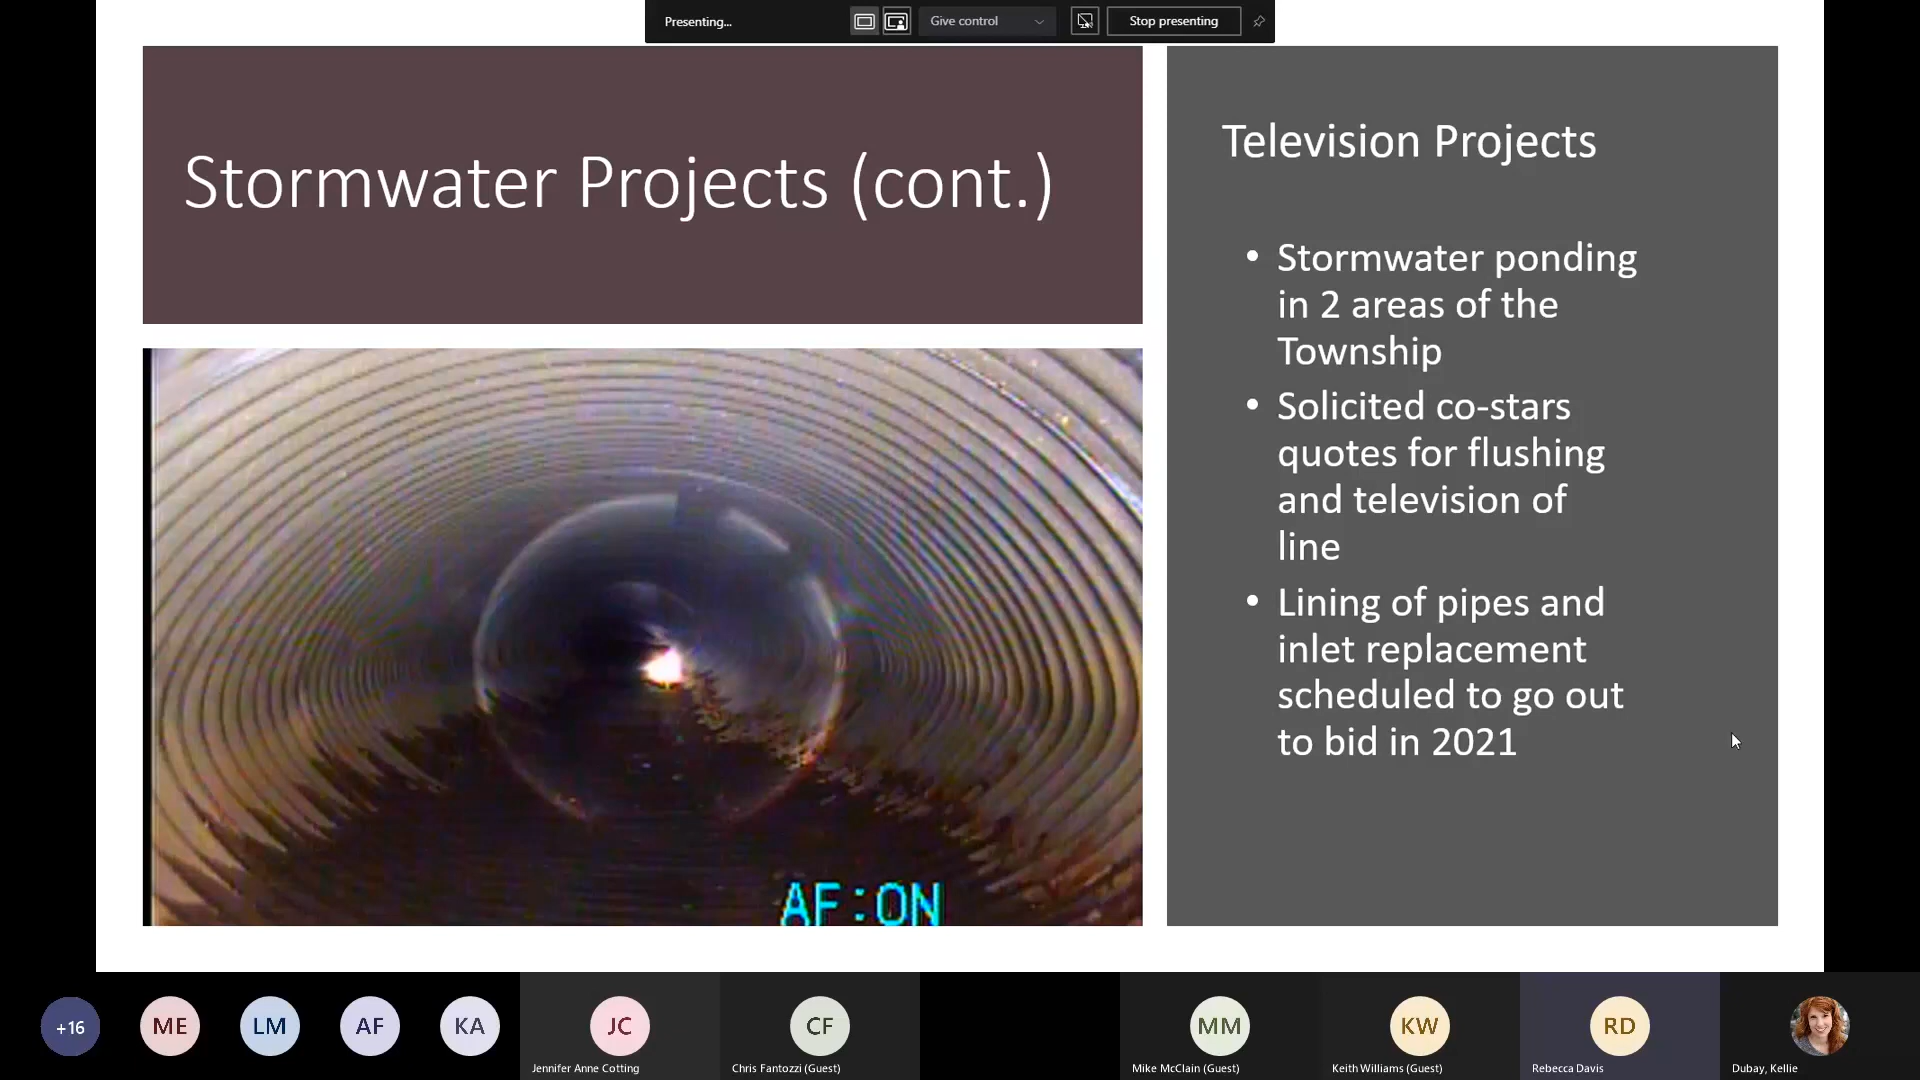 Presenting...
Give control
Stop presenting
Stormwater Projects (cont.)
AF:ON
Television Projects
• Stormwater ponding
in 2 areas of the
Township
• Solicited co-stars
quotes for flushing
and television of
line
• Lining of pipes and
inlet replacement
scheduled to go out
to bid in 2021
+16
ME
LM
AF
KA
JC
Jennifer Anne Cotting
CF
Chris Fantozzi (Guest)
MM
Mike McClain (Guest)
KW
Keith Williams (Guest)
RD
Rebecca Davis
Dubay, Kellie